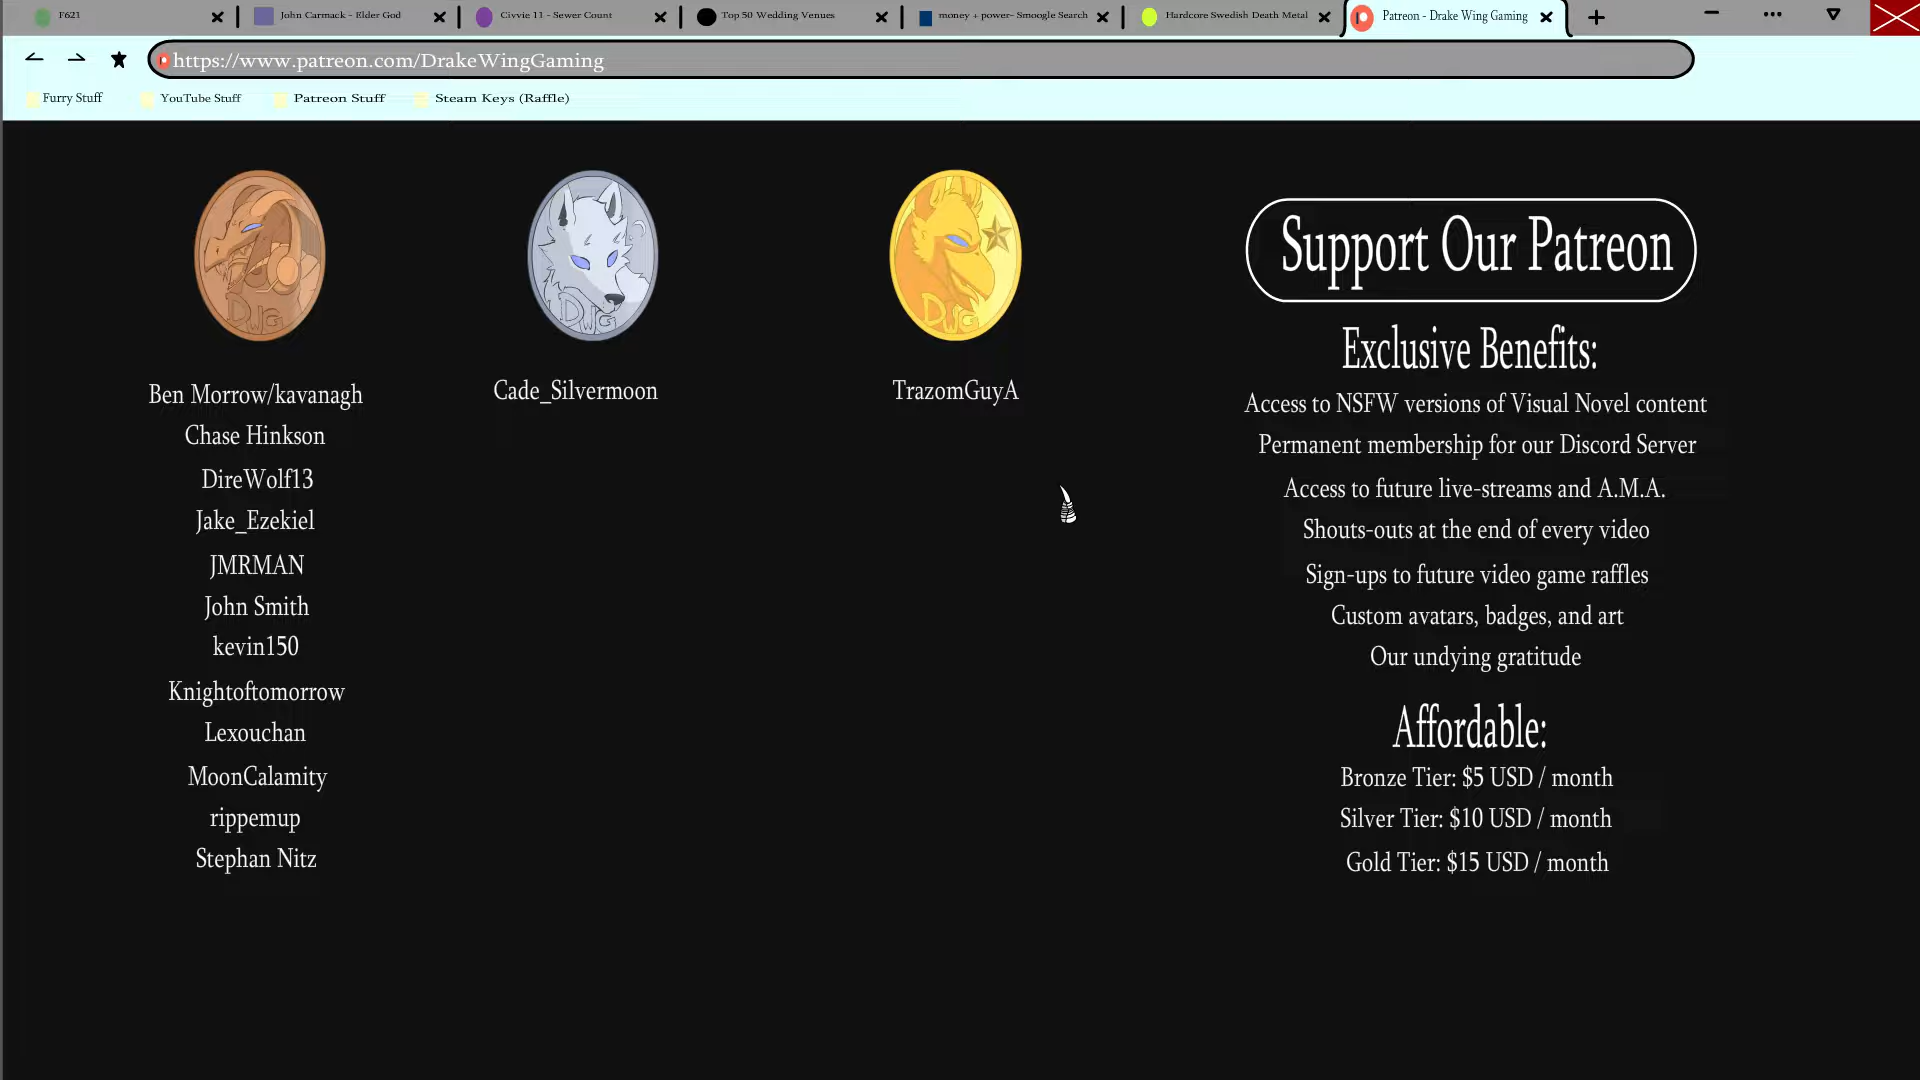 F621
John Carmack - Elder God
Civvie 11 - Sewer Count
Top 50 Wedding Venues
money + power- Smoogle Search
Hardcore Swedish Death Metal
Patreon - Drake Wing Gaming
https://www.patreon.com/DrakeWingGaming
Furry Stuff
YouTube Stuff
Patreon Stuff
Steam Keys (Raffle)
DWG
Ben Morrow/kavanagh
Chase Hinkson
DireWolf13
Jake_Ezekiel
JMRMAN
John Smith
kevin150
Knightoftomorrow
Lexouchan
MoonCalamity
rippemup
Stephan Nitz
DWG
Cade_Silvermoon
DWG
TrazomGuyA
Support Our Patreon
Exclusive Benefits:
Access to NSFW versions of Visual Novel content
Permanent membership for our Discord Server
Access to future live-streams and A.M.A.
Shouts-outs at the end of every video
Sign-ups to future video game raffles
Custom avatars, badges, and art
Our undying gratitude
Affordable:
Bronze Tier: $5 USD / month
Silver Tier: $10 USD / month
Gold Tier: $15 USD / month